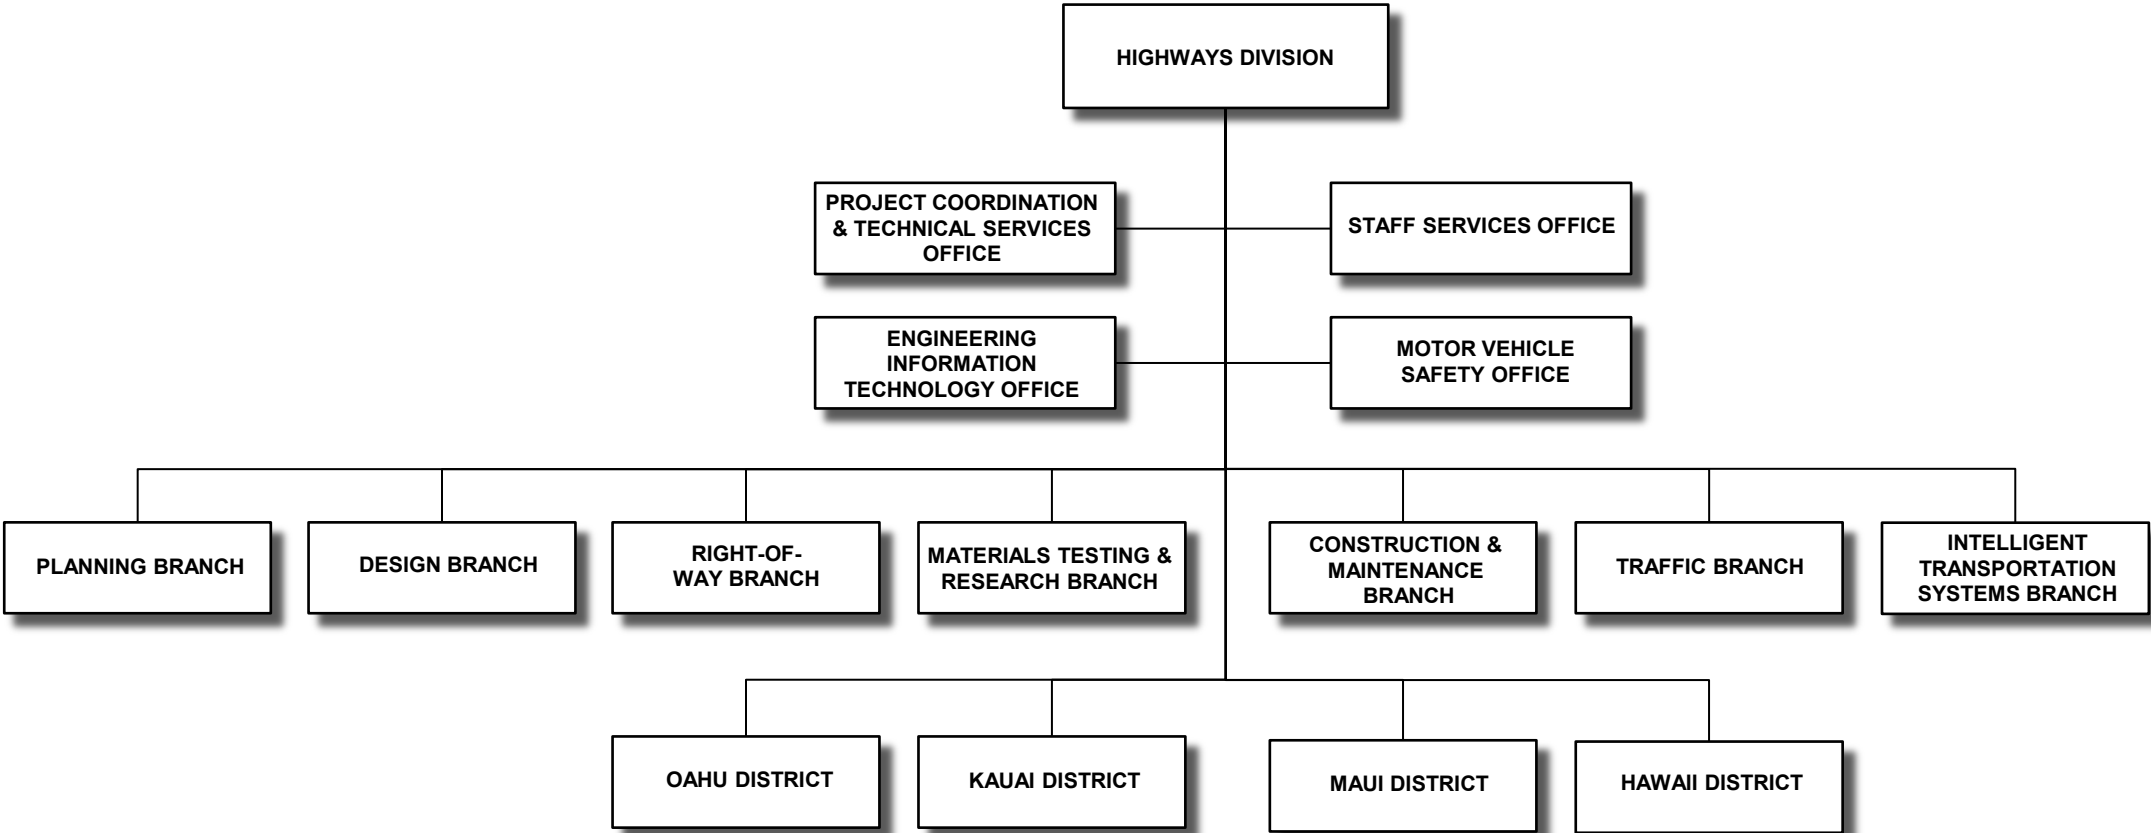 HIGHWAYS DIVISION
PROJECT COORDINATION
& TECHNICAL SERVICES
OFFICE
STAFF SERVICES OFFICE
ENGINEERING
INFORMATION
TECHNOLOGY OFFICE
MOTOR VEHICLE
SAFETY OFFICE
PLANNING BRANCH
DESIGN BRANCH
RIGHT-OF-
WAY BRANCH
MATERIALS TESTING &
RESEARCH BRANCH
CONSTRUCTION &
MAINTENANCE
BRANCH
TRAFFIC BRANCH
INTELLIGENT
TRANSPORTATION
SYSTEMS BRANCH
OAHU DISTRICT
KAUAI DISTRICT
MAUI DISTRICT
HAWAII DISTRICT